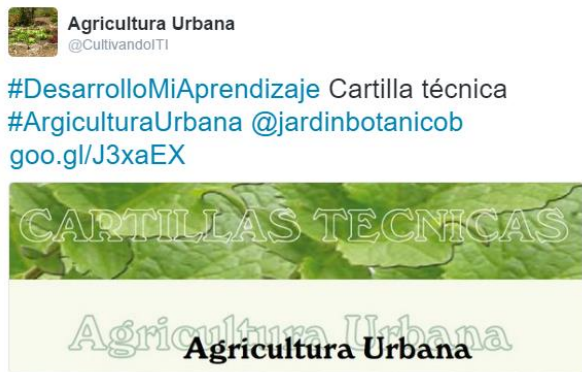 Agricultura Urbana
@CultivandoITI
#DesarrolloMiAprendizaje Cartilla técnica
#ArgiculturaUrbana @jardinbotanicob
goo.gl/J3xaEX
CARTILLAS TECNICAS
Agricultura Urbana
Agricultura Urbana